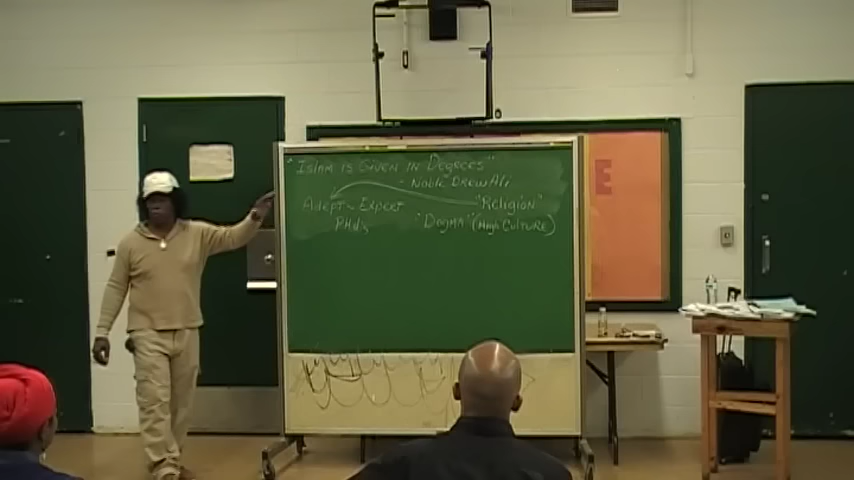 "Islam is Given in Degrees"
Noble Drew Ali
Adept - Expert "Religion"
PHd's "Dogma" (High Culture)
E